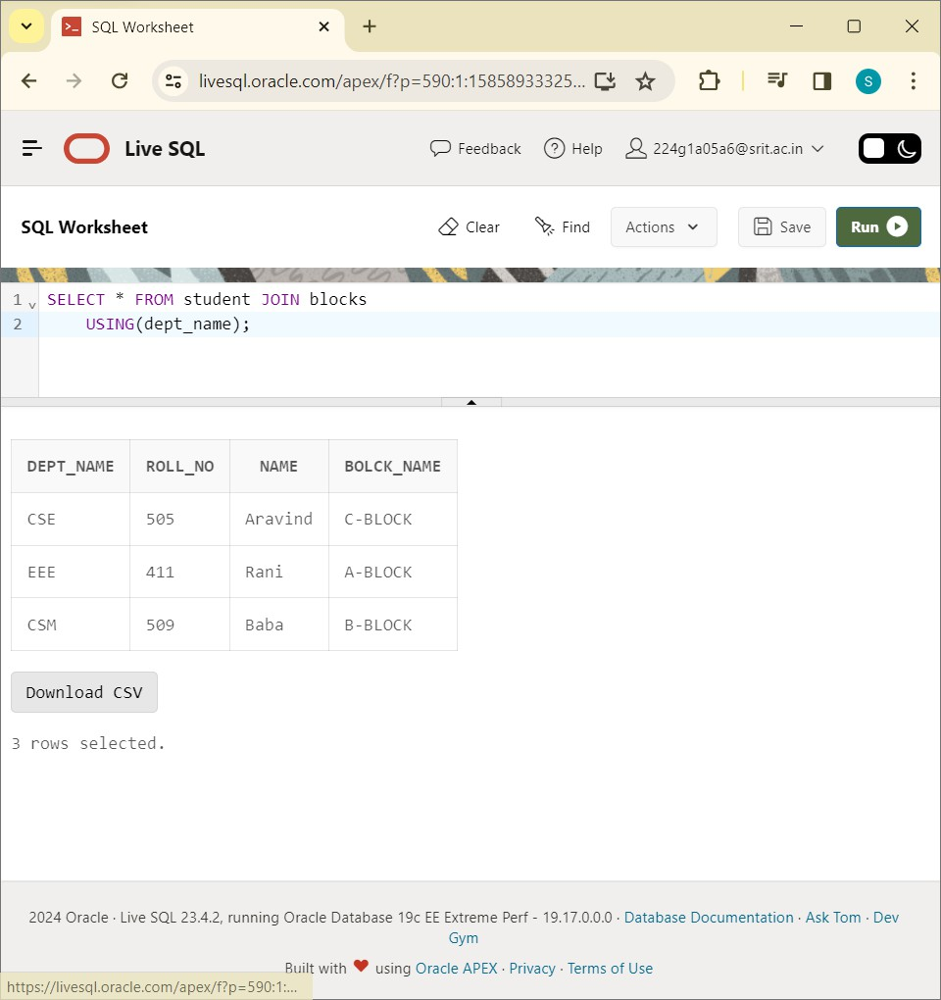 SQL Worksheet
livesql.oracle.com/apex/f?p=590:1:15858933325...
S
Live SQL Feedback Help 224g1a05a6@srit.ac.in
SQL Worksheet Clear Find Actions Save Run
1 SELECT * FROM student JOIN blocks
2 USING(dept_name);
DEPT_NAME ROLL_NO NAME BOLCK_NAME
CSE 505 Aravind C-BLOCK
EEE 411 Rani A-BLOCK
CSM 509 Baba B-BLOCK
Download CSV
3 rows selected.
2024 Oracle · Live SQL 23.4.2, running Oracle Database 19c EE Extreme Perf - 19.17.0.0.0 · Database Documentation · Ask Tom · Dev
Gym
Built with ❤ using Oracle APEX · Privacy · Terms of Use
https://livesql.oracle.com/apex/f?p=590:1:...